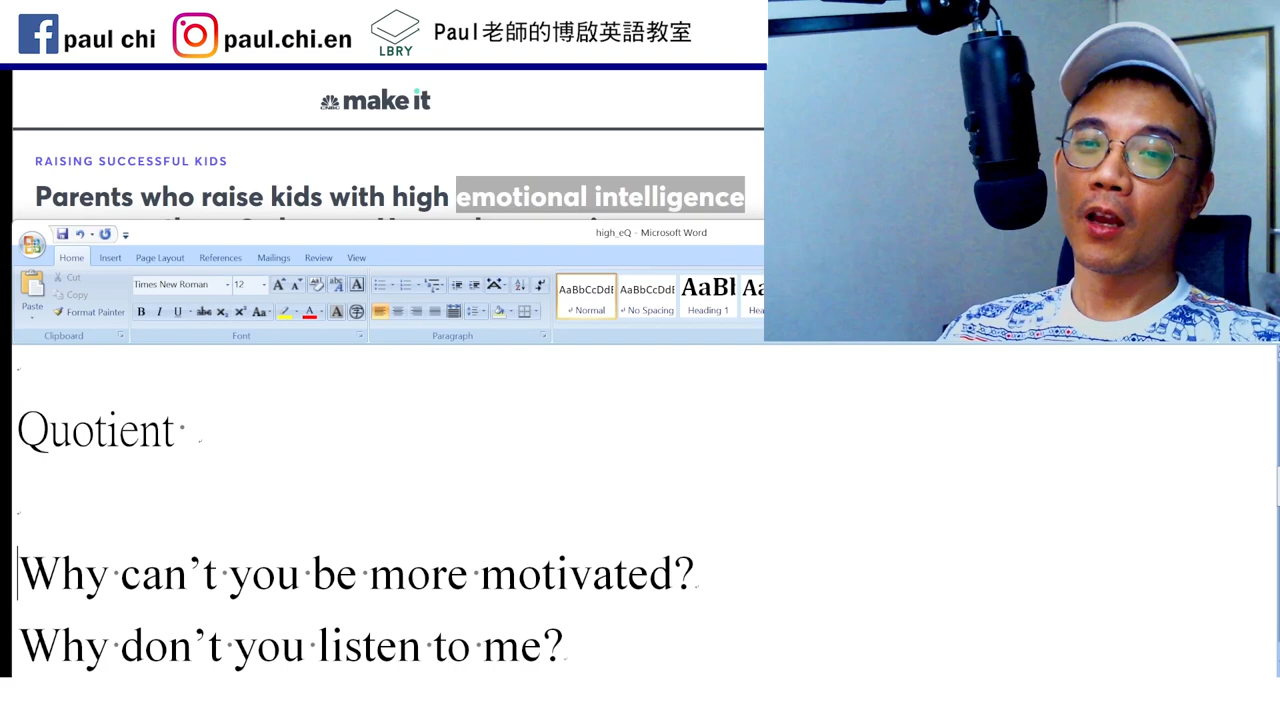 paul chi
paul.chi.en
LBRY
Paul老師的博啟英語教室
CNBC make it
RAISING SUCCESSFUL KIDS
Parents who raise kids with high emotional intelligence
high_eQ - Microsoft Word
Home Insert Page Layout References Mailings Review View
Cut
Copy
Format Painter
Paste
Times New Roman 12
AaBbCcDdE AaBbCcDdE AaBl Aa
Normal No Spacing Heading 1 Hea
Clipboard Font Paragraph
Quotient
Why can’t you be more motivated?
Why don’t you listen to me?